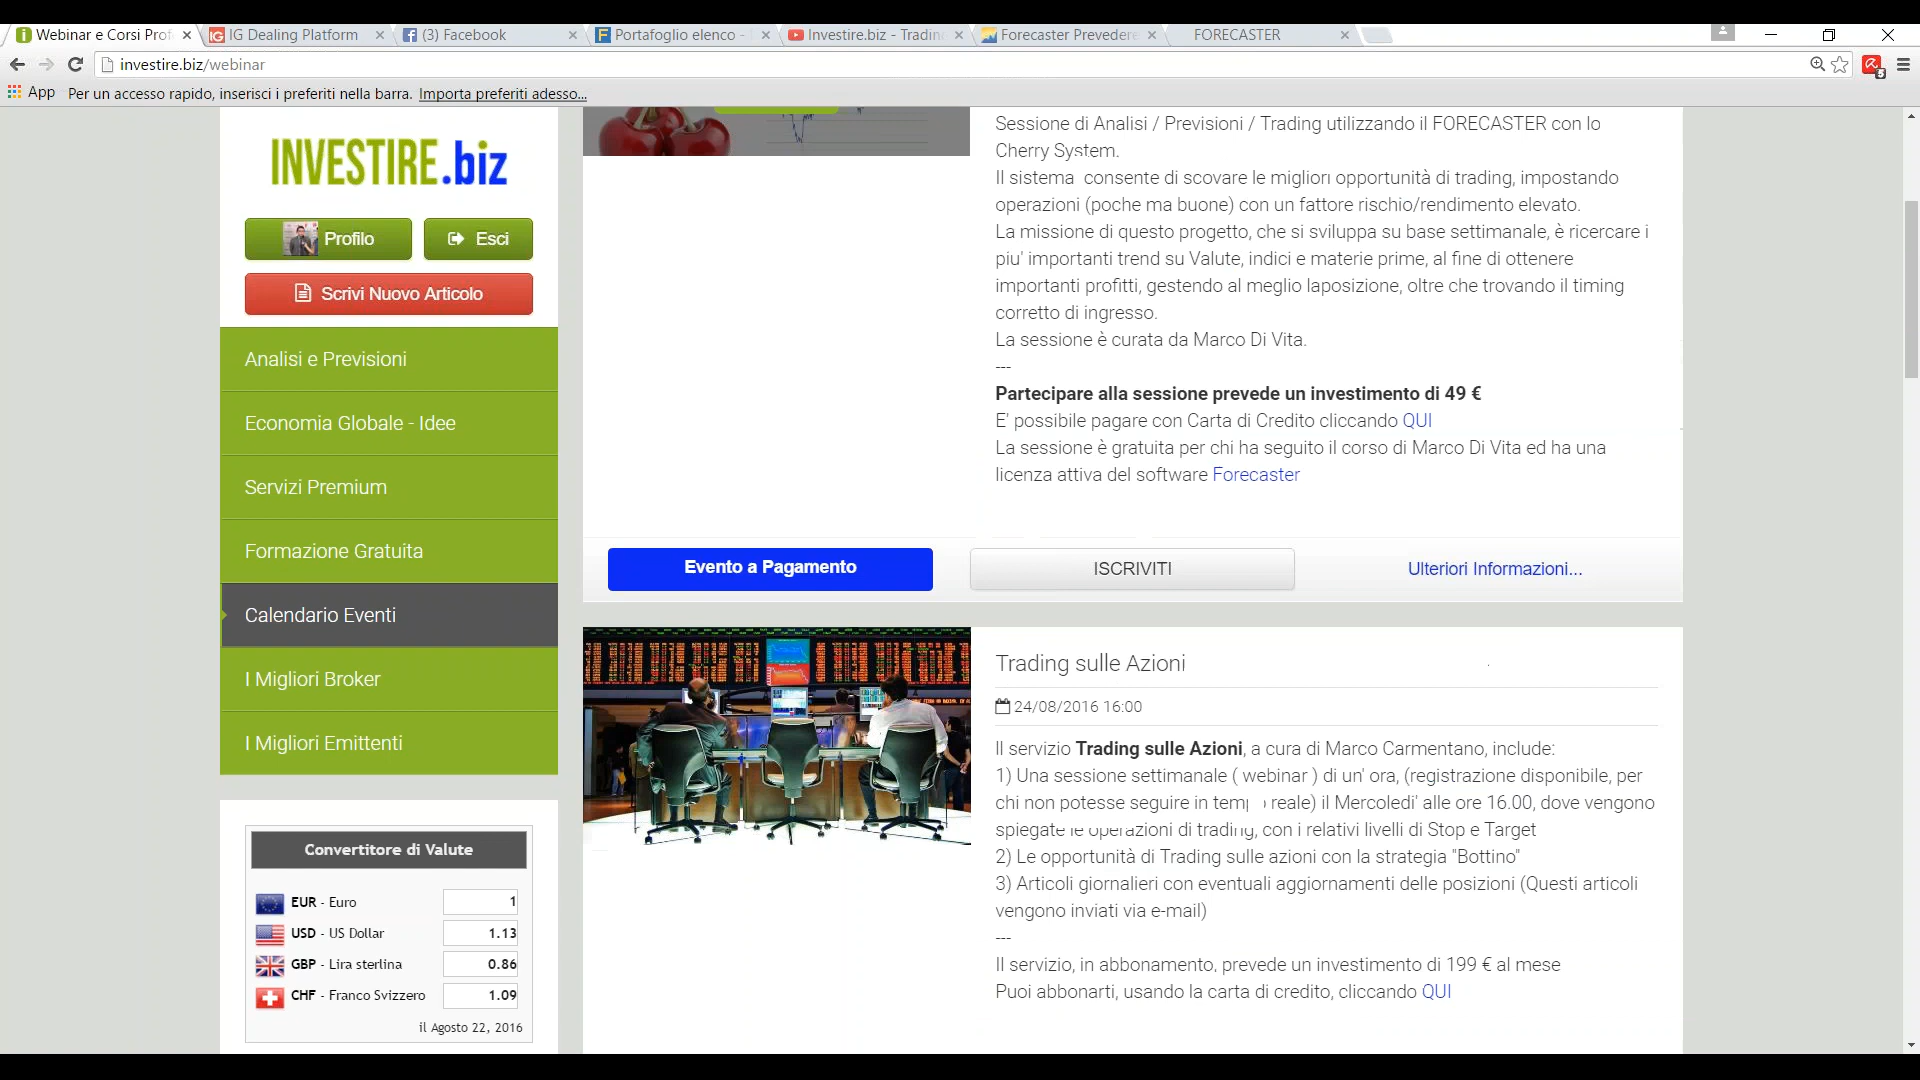 Webinar e Corsi Prof
IG Dealing Platform
(3) Facebook
Portafoglio elenco -
Investire.biz - Tradin
Forecaster Prevedere
FORECASTER
investire.biz/webinar
App
Per un accesso rapido, inserisci i preferiti nella barra. Importa preferiti adesso...
INVESTIRE.biz
Profilo
Esci
Scrivi Nuovo Articolo
Analisi e Previsioni
Economia Globale - Idee
Servizi Premium
Formazione Gratuita
Calendario Eventi
I Migliori Broker
I Migliori Emittenti
Convertitore di Valute
EUR - Euro 1
USD - US Dollar 1.13
GBP - Lira sterlina 0.86
CHF - Franco Svizzero 1.09
il Agosto 22, 2016
Sessione di Analisi / Previsioni / Trading utilizzando il FORECASTER con lo
Cherry System.
Il sistema consente di scovare le migliori opportunità di trading, impostando
operazioni (poche ma buone) con un fattore rischio/rendimento elevato.
La missione di questo progetto, che si sviluppa su base settimanale, è ricercare i
piu' importanti trend su Valute, indici e materie prime, al fine di ottenere
importanti profitti, gestendo al meglio laposizione, oltre che trovando il timing
corretto di ingresso.
La sessione è curata da Marco Di Vita.
---
Partecipare alla sessione prevede un investimento di 49 €
E' possibile pagare con Carta di Credito cliccando QUI
La sessione è gratuita per chi ha seguito il corso di Marco Di Vita ed ha una
licenza attiva del software Forecaster
Evento a Pagamento
ISCRIVITI
Ulteriori Informazioni...
Trading sulle Azioni
24/08/2016 16:00
Il servizio Trading sulle Azioni, a cura di Marco Carmentano, include:
1) Una sessione settimanale ( webinar ) di un' ora, (registrazione disponibile, per
chi non potesse seguire in tempo reale) il Mercoledi' alle ore 16.00, dove vengono
spiegate le operazioni di trading, con i relativi livelli di Stop e Target
2) Le opportunità di Trading sulle azioni con la strategia "Bottino"
3) Articoli giornalieri con eventuali aggiornamenti delle posizioni (Questi articoli
vengono inviati via e-mail)
---
Il servizio, in abbonamento, prevede un investimento di 199 € al mese
Puoi abbonarti, usando la carta di credito, cliccando QUI